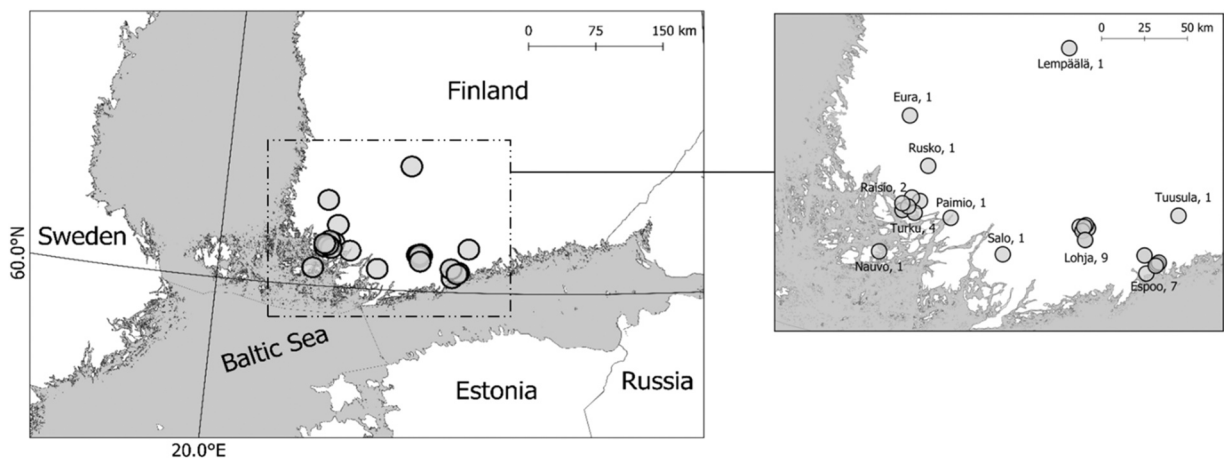 0 75 150 km
Finland
Sweden
60.0°N
Baltic Sea
Estonia
Russia
20.0°E
0 25 50 km
Lempäälä, 1
Eura, 1
Rusko, 1
Raisio, 2
Paimio, 1
Tuusula, 1
Turku, 4
Salo, 1
Lohja, 9
Nauvo, 1
Espoo, 7